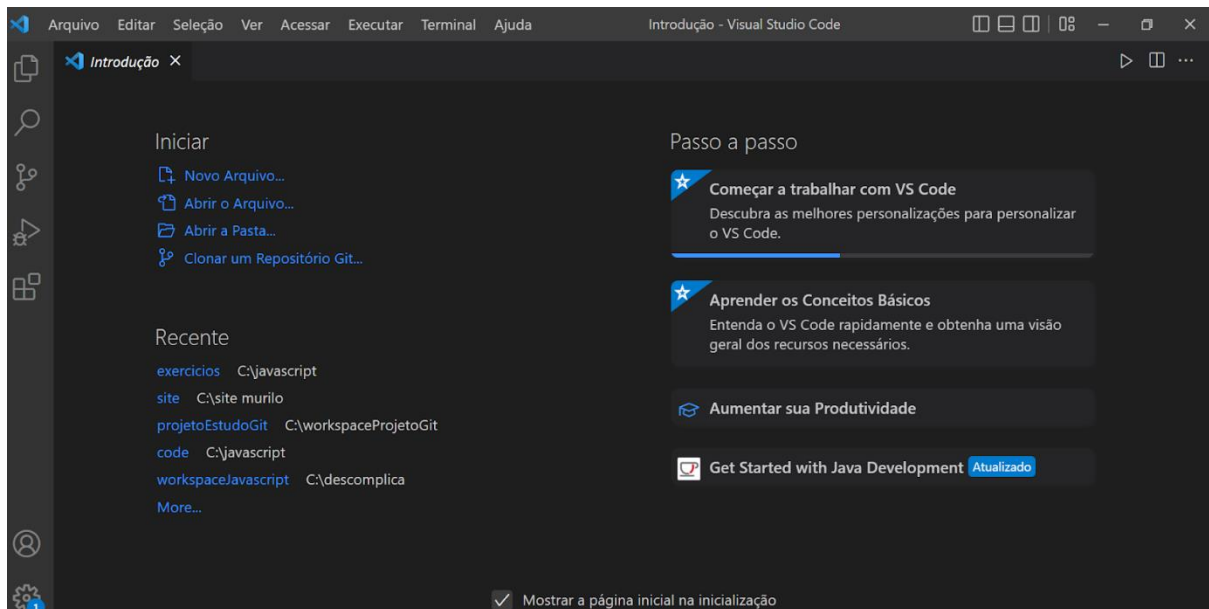 Arquivo Editar Seleção Ver Acessar Executar Terminal Ajuda Introdução - Visual Studio Code
Introdução
Iniciar
Novo Arquivo...
Abrir o Arquivo...
Abrir a Pasta...
Clonar um Repositório Git...
Recente
exercicios C:\javascript
site C:\site murilo
projetoEstudoGit C:\workspaceProjetoGit
code C:\javascript
workspaceJavascript C:\descomplica
More...
Passo a passo
Começar a trabalhar com VS Code
Descubra as melhores personalizações para personalizar
o VS Code.
Aprender os Conceitos Básicos
Entenda o VS Code rapidamente e obtenha uma visão
geral dos recursos necessários.
Aumentar sua Produtividade
Get Started with Java Development Atualizado
1
Mostrar a página inicial na inicialização